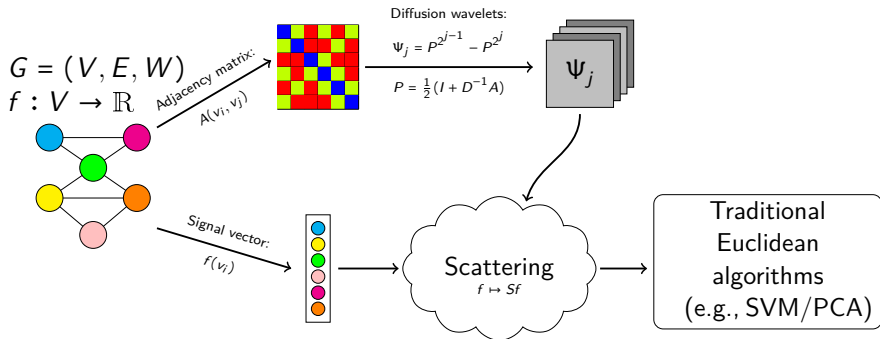 G = (V, E, W)
f : V → ℝ
Adjacency matrix:
A(v_i, v_j)
Diffusion wavelets:
Ψ_j = P^{2^{j-1}} − P^{2^j}
P = ½(I + D^{-1}A)
Ψ_j
Signal vector:
f(v_i)
Scattering
f ↦ Sf
Traditional
Euclidean
algorithms
(e.g., SVM/PCA)